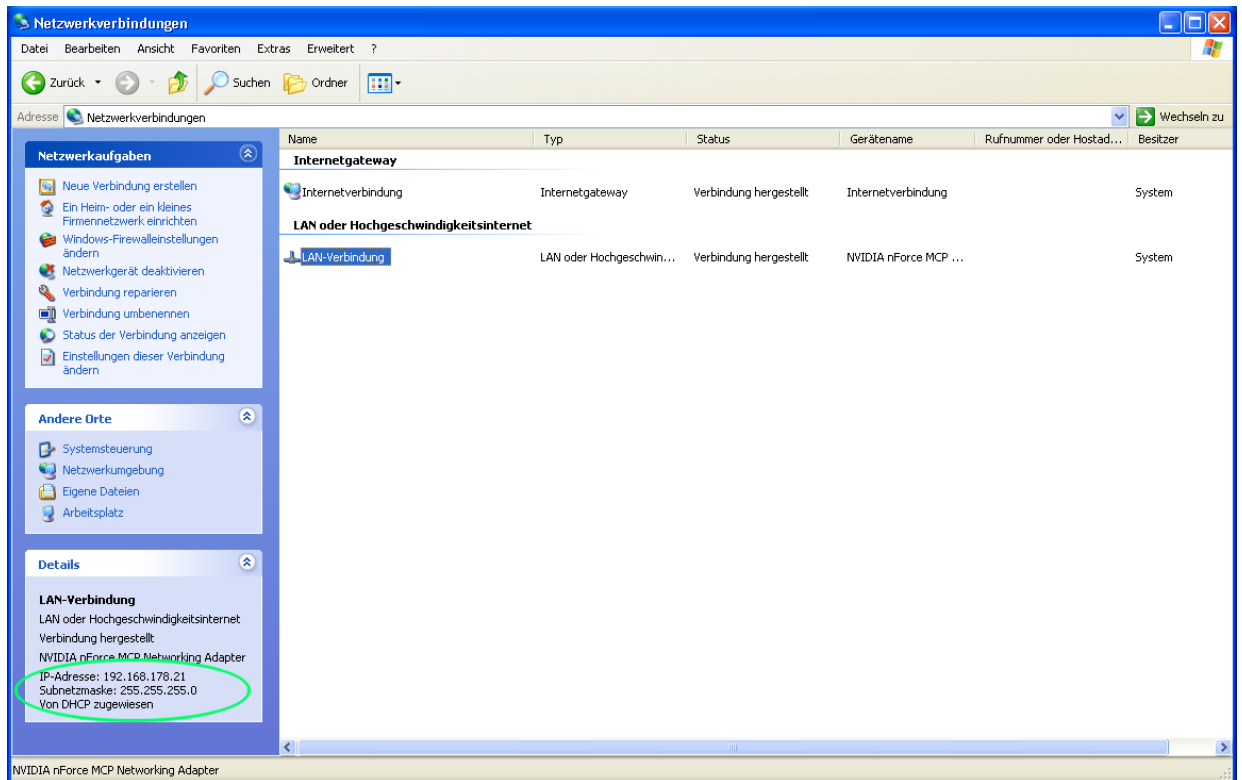 Netzwerkverbindungen
Datei Bearbeiten Ansicht Favoriten Extras Erweitert ?
Zurück Suchen Ordner
Adresse Netzwerkverbindungen Wechseln zu
Netzwerkaufgaben
Neue Verbindung erstellen
Ein Heim- oder ein kleines
Firmennetzwerk einrichten
Windows-Firewalleinstellungen
ändern
Netzwerkgerät deaktivieren
Verbindung reparieren
Verbindung umbenennen
Status der Verbindung anzeigen
Einstellungen dieser Verbindung
ändern
Andere Orte
Systemsteuerung
Netzwerkumgebung
Eigene Dateien
Arbeitsplatz
Details
LAN-Verbindung
LAN oder Hochgeschwindigkeitsinternet
Verbindung hergestellt
NVIDIA nForce MCP Networking Adapter
IP-Adresse: 192.168.178.21
Subnetzmaske: 255.255.255.0
Von DHCP zugewiesen
Name Typ Status Gerätename Rufnummer oder Hostad... Besitzer
Internetgateway
Internetverbindung Internetgateway Verbindung hergestellt Internetverbindung System
LAN oder Hochgeschwindigkeitsinternet
LAN-Verbindung LAN oder Hochgeschwin... Verbindung hergestellt NVIDIA nForce MCP ... System
NVIDIA nForce MCP Networking Adapter